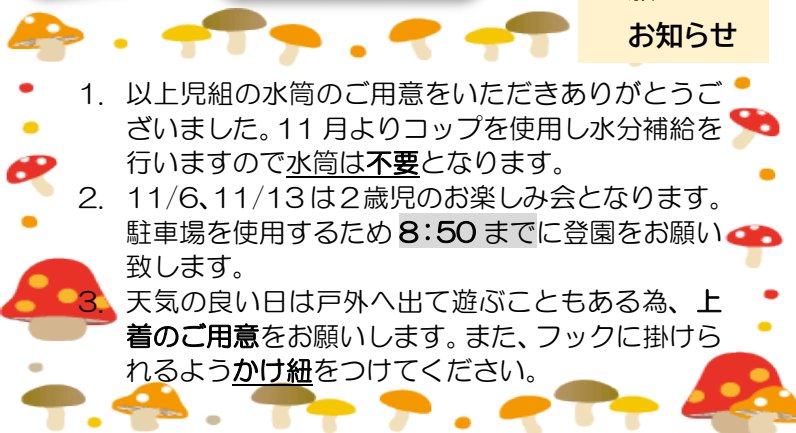 お知らせ
1. 以上児組の水筒のご用意をいただきありがとうご
ざいました。11 月よりコップを使用し水分補給を
行いますので水筒は不要となります。
2. 11/6、11/13 は2歳児のお楽しみ会となります。
駐車場を使用するため 8:50 までに登園をお願い
致します。
3. 天気の良い日は戸外へ出て遊ぶこともある為、上
着のご用意をお願いします。また、フックに掛けら
れるようかけ紐をつけてください。